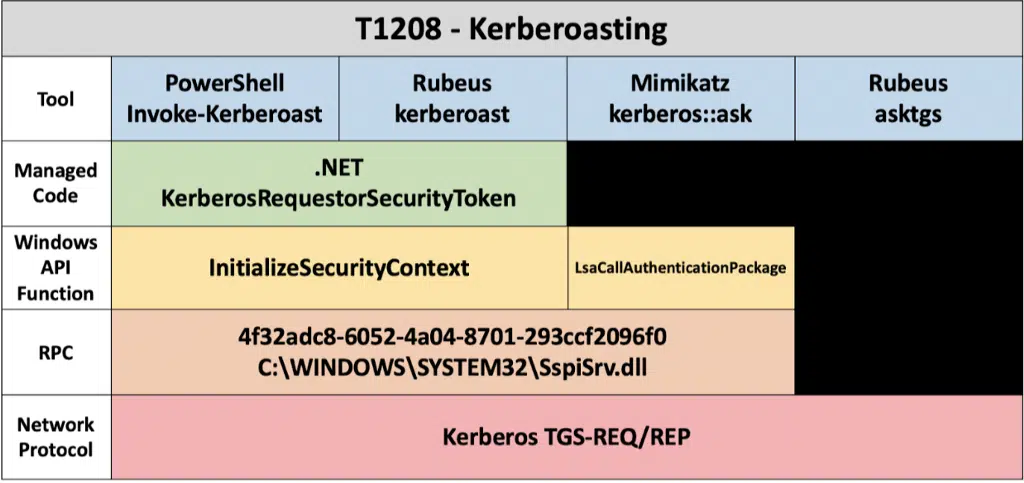 T1208 - Kerberoasting
Tool
PowerShell
Invoke-Kerberoast
Rubeus
kerberoast
Mimikatz
kerberos::ask
Rubeus
asktgs
Managed
Code
.NET
KerberosRequestorSecurityToken
Windows
API
Function
InitializeSecurityContext
LsaCallAuthenticationPackage
RPC
4f32adc8-6052-4a04-8701-293ccf2096f0
C:\WINDOWS\SYSTEM32\SspiSrv.dll
Network
Protocol
Kerberos TGS-REQ/REP